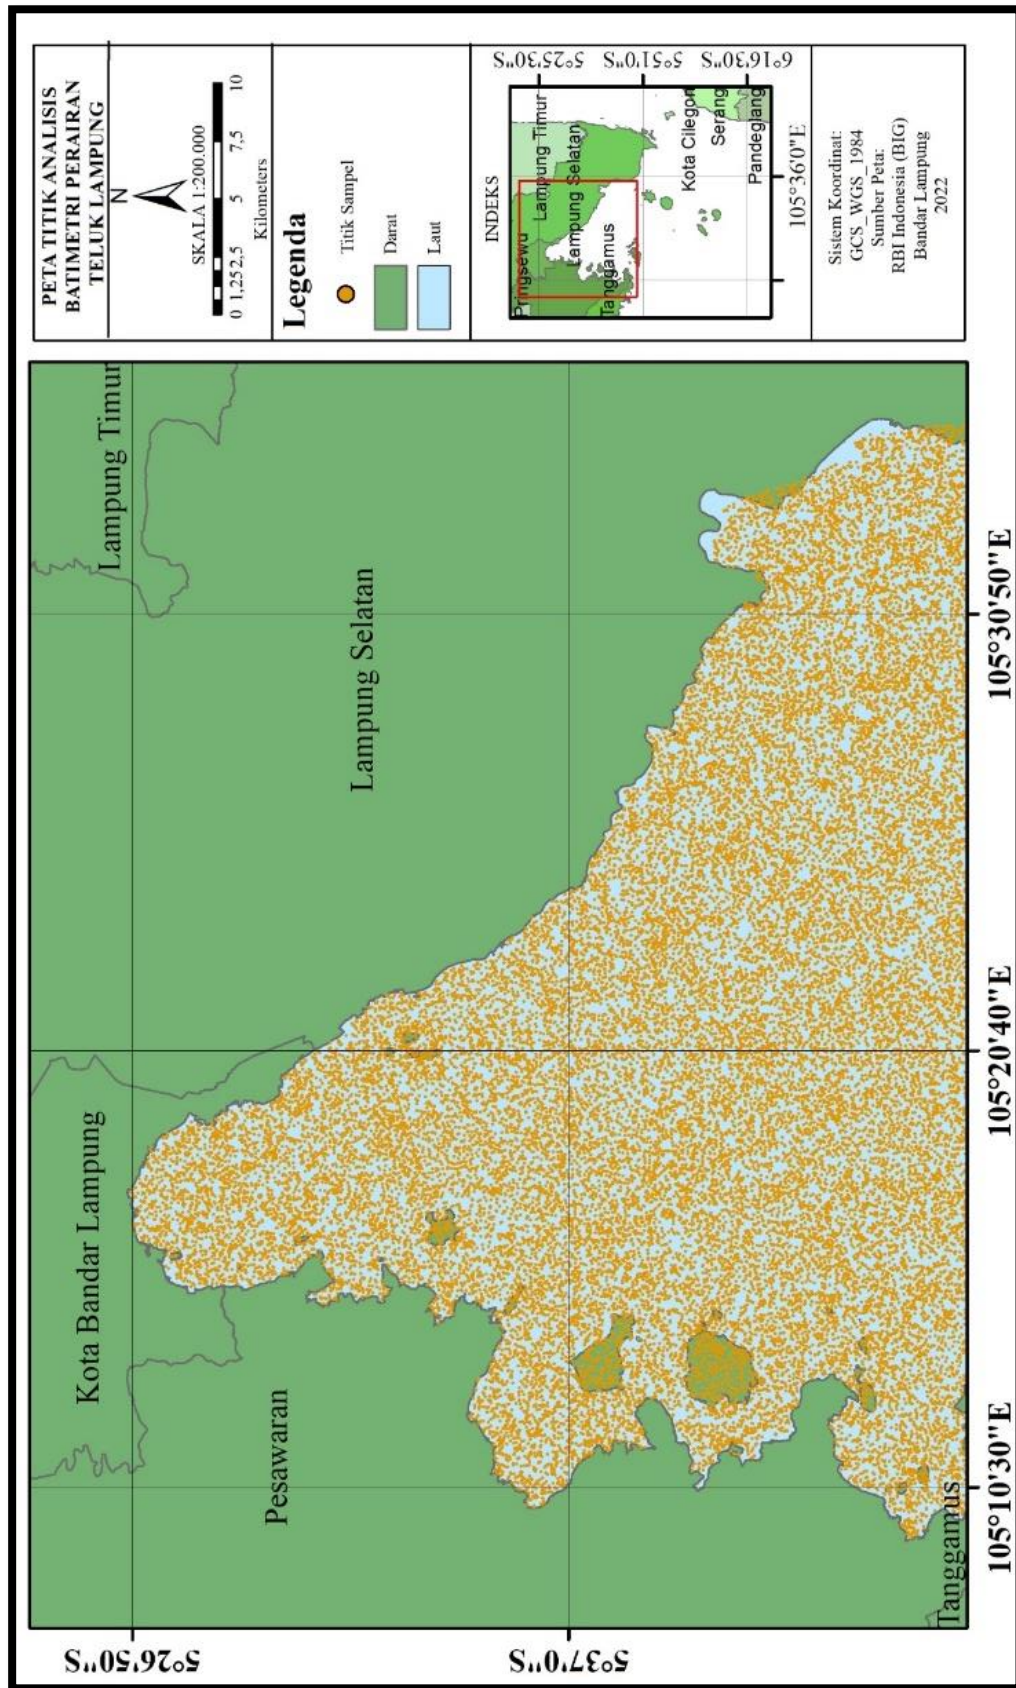 PETA TITIK ANALISIS
BATIMETRI PERAIRAN
TELUK LAMPUNG
N
SKALA 1:200.000
0 1,25 2,5 5 7,5 10
Kilometers
Legenda
Titik Sampel
Darat
Laut
INDEKS
Pringsewu
Lampung Timur
Lampung Selatan
Tanggamus
Kota Cilegon
Serang
Pandeglang
5°25'30"S
5°51'0"S
6°16'30"S
105°36'0"E
Sistem Koordinat:
GCS_WGS_1984
Sumber Peta:
RBI Indonesia (BIG)
Bandar Lampung
2022
Lampung Timur
Kota Bandar Lampung
Lampung Selatan
Pesawaran
Tanggamus
5°26'50"S
5°37'0"S
105°10'30"E
105°20'40"E
105°30'50"E